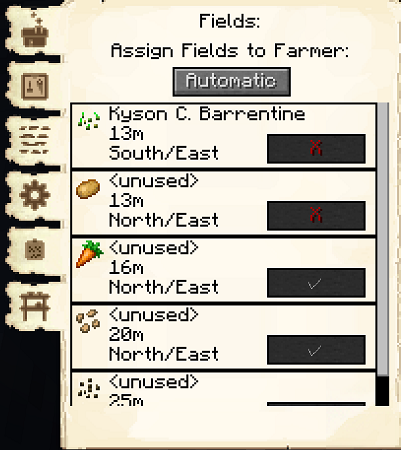 Fields:
Assign Fields to Farmer:
Automatic
Kyson C. Barrentine
13m
South/East
<unused>
13m
North/East
<unused>
16m
North/East
<unused>
20m
North/East
<unused>
25m